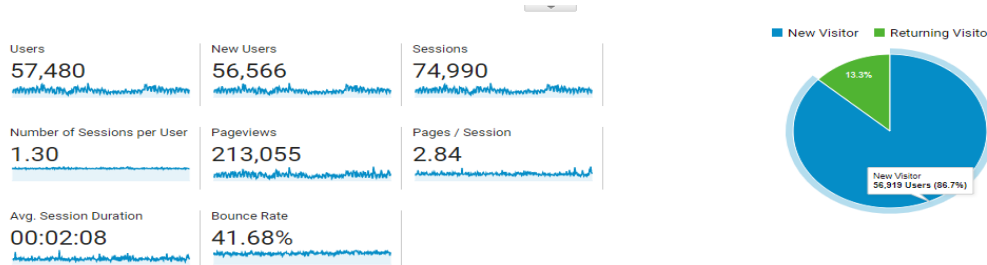 Users
57,480
New Users
56,566
Sessions
74,990
Number of Sessions per User
1.30
Pageviews
213,055
Pages / Session
2.84
Avg. Session Duration
00:02:08
Bounce Rate
41.68%
New Visitor Returning Visito
13.3%
New Visitor
56,919 Users (86.7%)